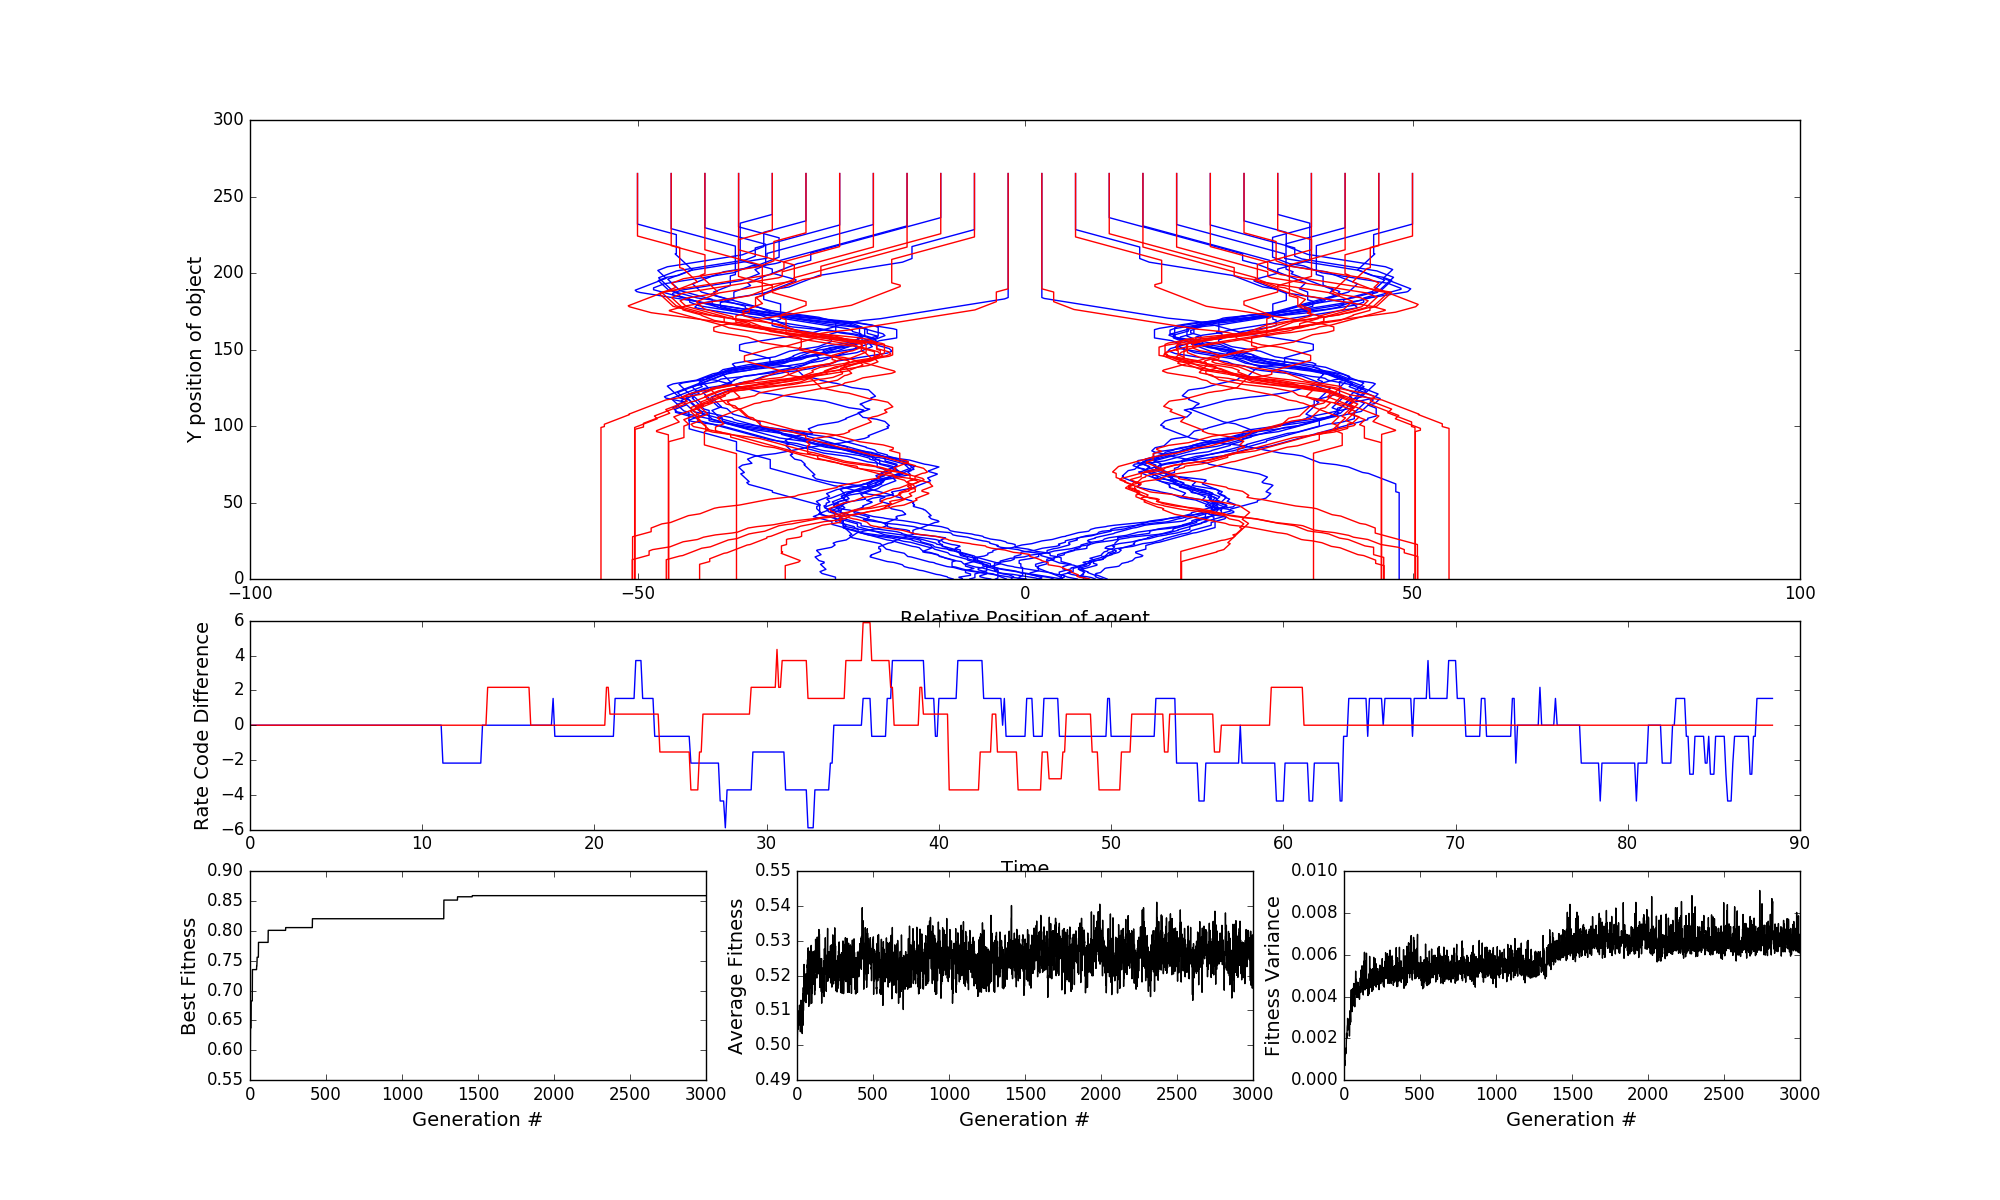 300
250
200
150
100
50
0
Y position of object
−100 −50 0 50 100
Relative Position of agent
6
4
2
0
−2
−4
−6
Rate Code Difference
0 10 20 30 40 50 60 70 80 90
Time
0.90
0.85
0.80
0.75
0.70
0.65
0.60
0.55
Best Fitness
0 500 1000 1500 2000 2500 3000
Generation #
0.55
0.54
0.53
0.52
0.51
0.50
0.49
Average Fitness
0 500 1000 1500 2000 2500 3000
Generation #
0.010
0.008
0.006
0.004
0.002
0.000
Fitness Variance
0 500 1000 1500 2000 2500 3000
Generation #